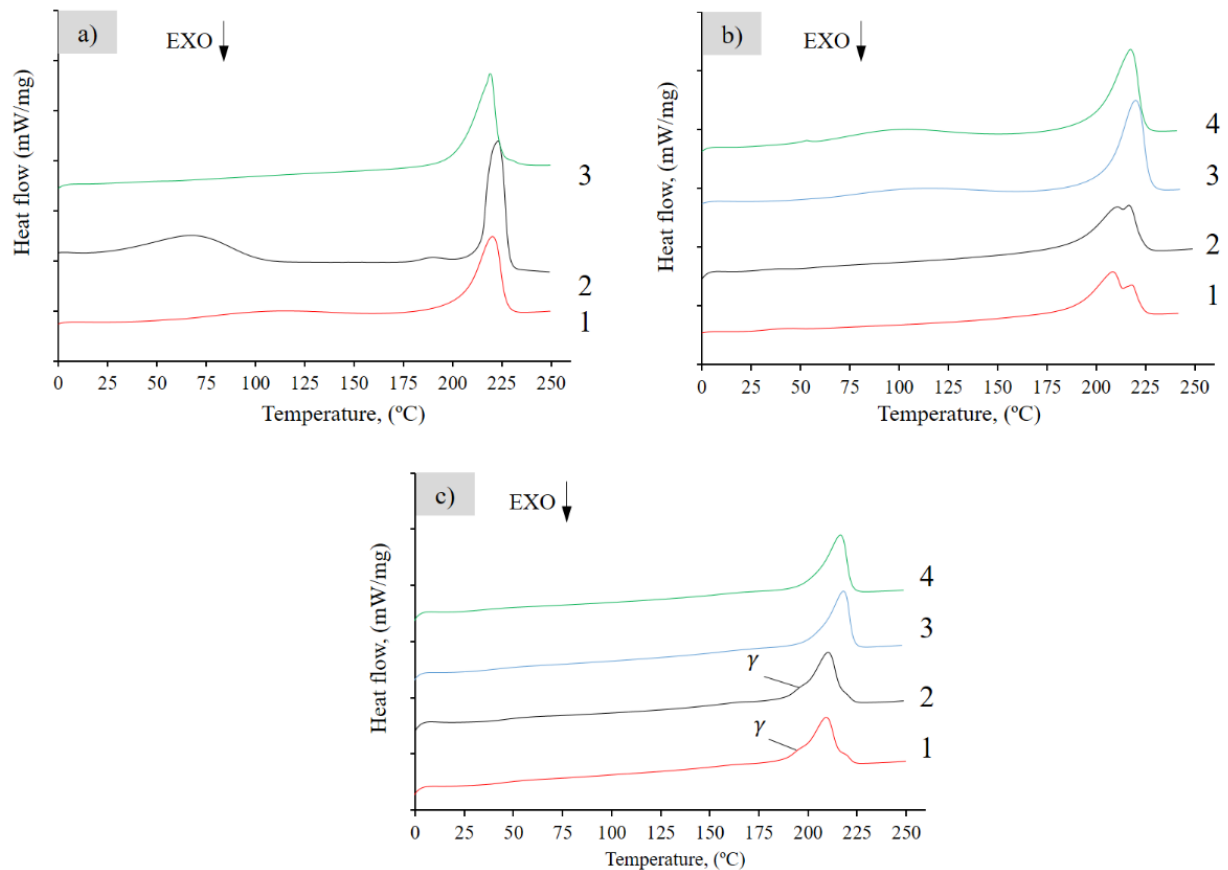 a)
EXO
Heat flow (mW/mg)
3
2
1
0 25 50 75 100 125 150 175 200 225 250
Temperature, (ºC)
b)
EXO
Heat flow, (mW/mg)
4
3
2
1
0 25 50 75 100 125 150 175 200 225 250
Temperature, (ºC)
c)
EXO
Heat flow, (mW/mg)
4
3
γ
2
γ
1
0 25 50 75 100 125 150 175 200 225 250
Temperature, (ºC)